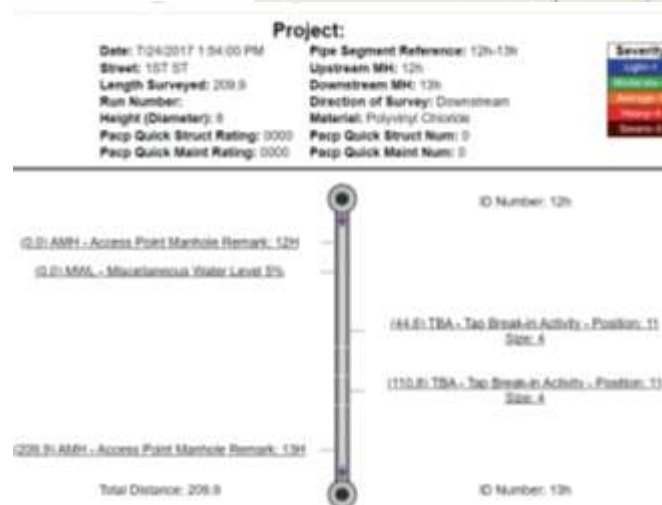 Project:
Date: 7/24/2017 1:54:00 PM
Street: 1ST ST
Length Surveyed: 209.9
Run Number:
Height (Diameter): 8
Pacp Quick Struct Rating: 0000
Pacp Quick Maint Rating: 0000
Pipe Segment Reference: 12h-13h
Upstream MH: 12h
Downstream MH: 13h
Direction of Survey: Downstream
Material: Polyvinyl Chloride
Pacp Quick Struct Num: 0
Pacp Quick Maint Num: 0
Severity
ID Number: 12h
(0.0) AMH - Access Point Manhole Remark: 12H
(0.0) MWL - Miscellaneous Water Level 5%
(44.6) TBA - Tap Break-in Activity - Position: 11
Size: 4
(110.8) TBA - Tap Break-in Activity - Position: 11
Size: 4
(209.9) AMH - Access Point Manhole Remark: 13H
Total Distance: 209.9
ID Number: 13h